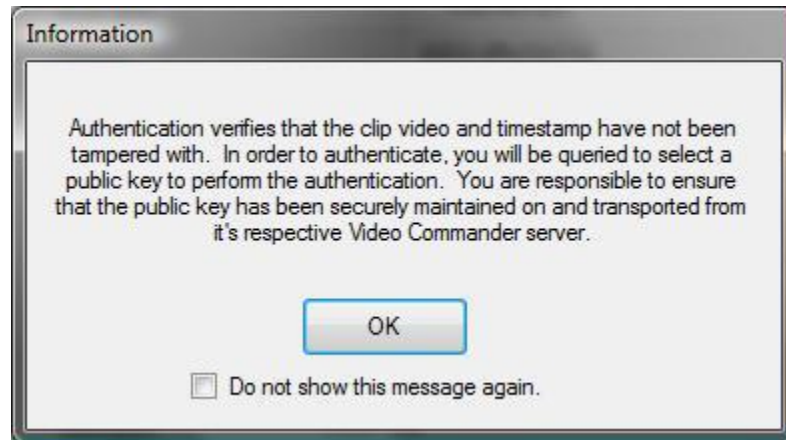 Information
Authentication verifies that the clip video and timestamp have not been
tampered with. In order to authenticate, you will be queried to select a
public key to perform the authentication. You are responsible to ensure
that the public key has been securely maintained on and transported from
it's respective Video Commander server.
OK
Do not show this message again.